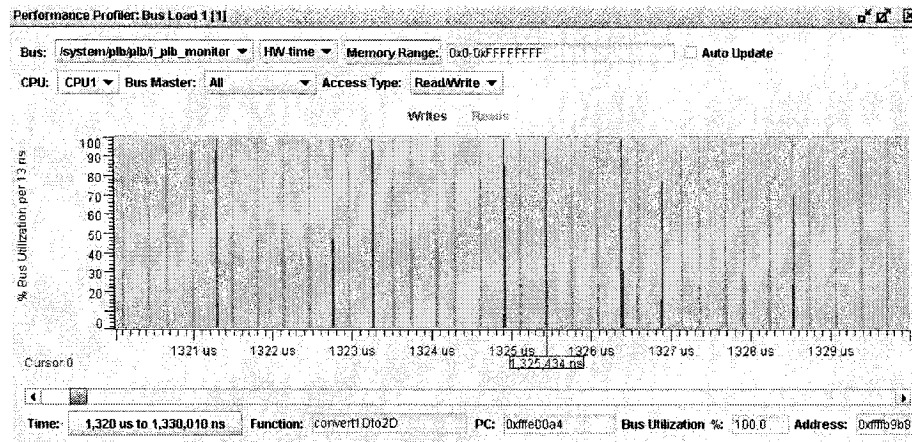 Performance Profiler: Bus Load 1 [1]
Bus: /system/plb/plb/i_plb_monitor HW-time Memory Range: 0x0-0xFFFFFFFF Auto Update
CPU: CPU1 Bus Master: All Access Type: Read/Write
Writes Reads
% Bus Utilization per 13 ns
100
90
80
70
60
50
40
30
20
0
1321 us 1322 us 1323 us 1324 us 1325 us 1326 us 1327 us 1328 us 1329 us
Cursor 0 1,325,434 ns
Time: 1,320 us to 1,330,010 ns Function: convert1Dto2D PC: 0xfffe00a4 Bus Utilization %: 100.0 Address: 0xffffb9b8